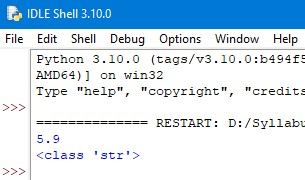 IDLE Shell 3.10.0
File Edit Shell Debug Options Window Help
Python 3.10.0 (tags/v3.10.0:b494f5
AMD64)] on win32
Type "help", "copyright", "credits
>>>
============== RESTART: D:/Syllabu
5.9
<class 'str'>
>>>